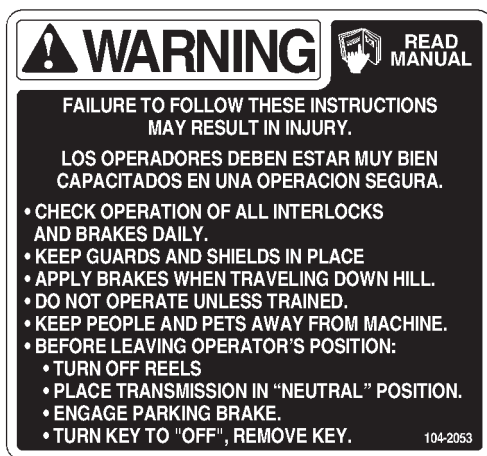 WARNING
READ
MANUAL
FAILURE TO FOLLOW THESE INSTRUCTIONS
MAY RESULT IN INJURY.
LOS OPERADORES DEBEN ESTAR MUY BIEN
CAPACITADOS EN UNA OPERACION SEGURA.
• CHECK OPERATION OF ALL INTERLOCKS
AND BRAKES DAILY.
• KEEP GUARDS AND SHIELDS IN PLACE
• APPLY BRAKES WHEN TRAVELING DOWN HILL.
• DO NOT OPERATE UNLESS TRAINED.
• KEEP PEOPLE AND PETS AWAY FROM MACHINE.
• BEFORE LEAVING OPERATOR'S POSITION:
• TURN OFF REELS
• PLACE TRANSMISSION IN “NEUTRAL” POSITION.
• ENGAGE PARKING BRAKE.
• TURN KEY TO "OFF", REMOVE KEY.
104-2053